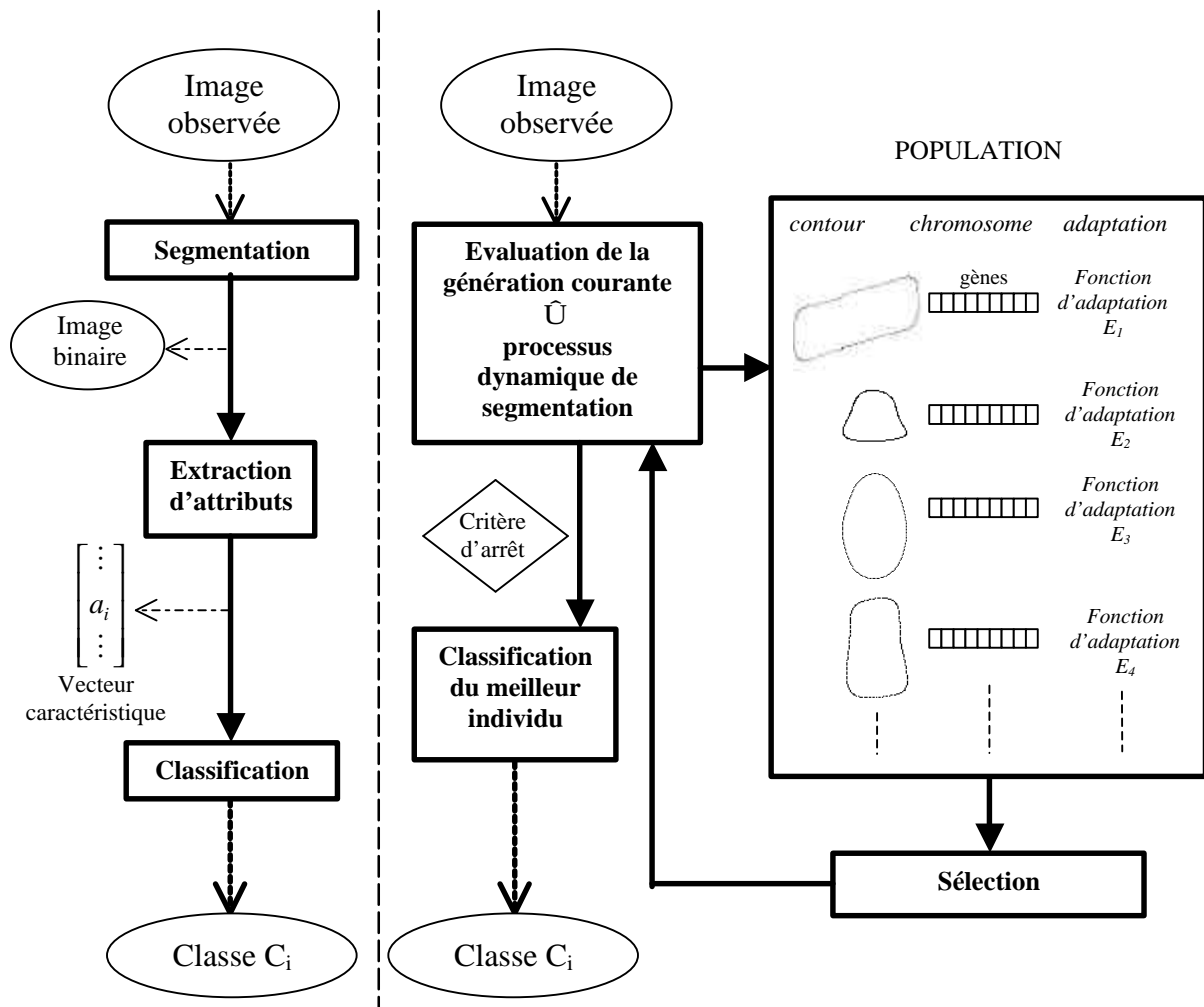 Image
observée
Segmentation
Image
binaire
Extraction
d’attributs
⋮
a_i
⋮
Vecteur
caractéristique
Classification
Classe C_i
Image
observée
Evaluation de la
génération courante
Û
processus
dynamique de
segmentation
Critère
d’arrêt
Classification
du meilleur
individu
Classe C_i
POPULATION
contour chromosome adaptation
gènes
Fonction
d’adaptation
E_1
Fonction
d’adaptation
E_2
Fonction
d’adaptation
E_3
Fonction
d’adaptation
E_4
Sélection